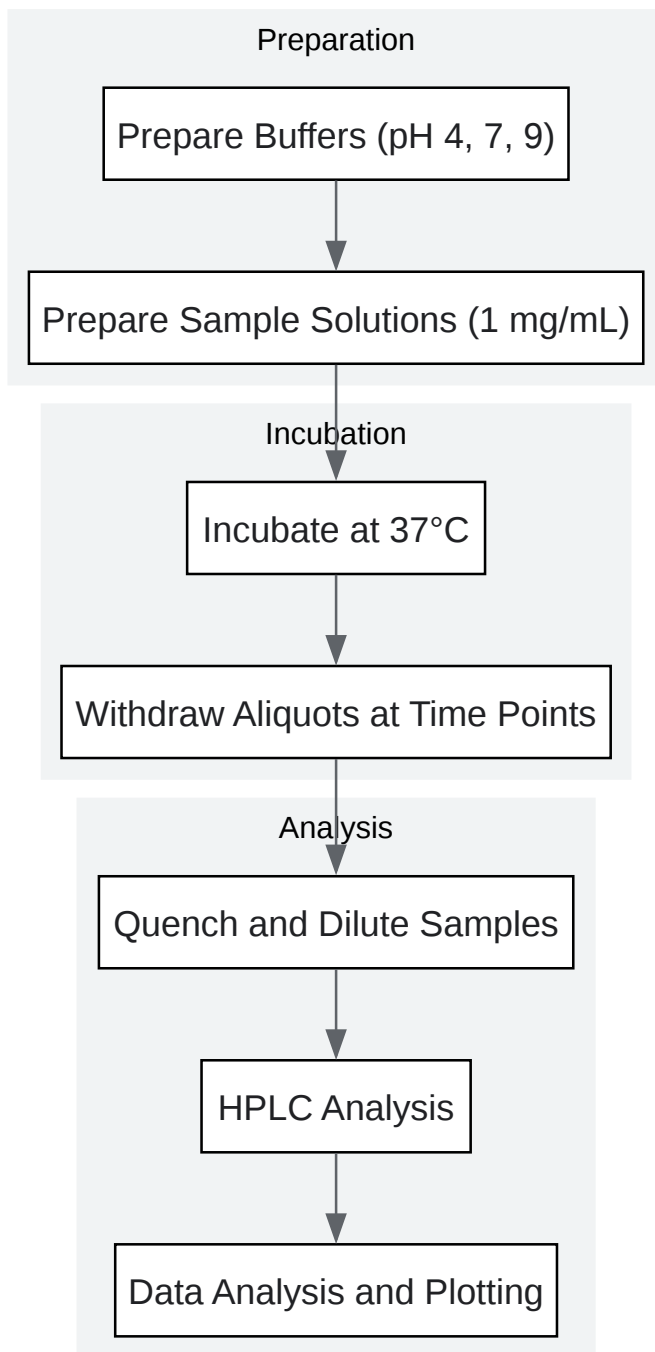 Preparation
Prepare Buffers (pH 4, 7, 9)
Prepare Sample Solutions (1 mg/mL)
Incubation
Incubate at 37°C
Withdraw Aliquots at Time Points
Analysis
Quench and Dilute Samples
HPLC Analysis
Data Analysis and Plotting